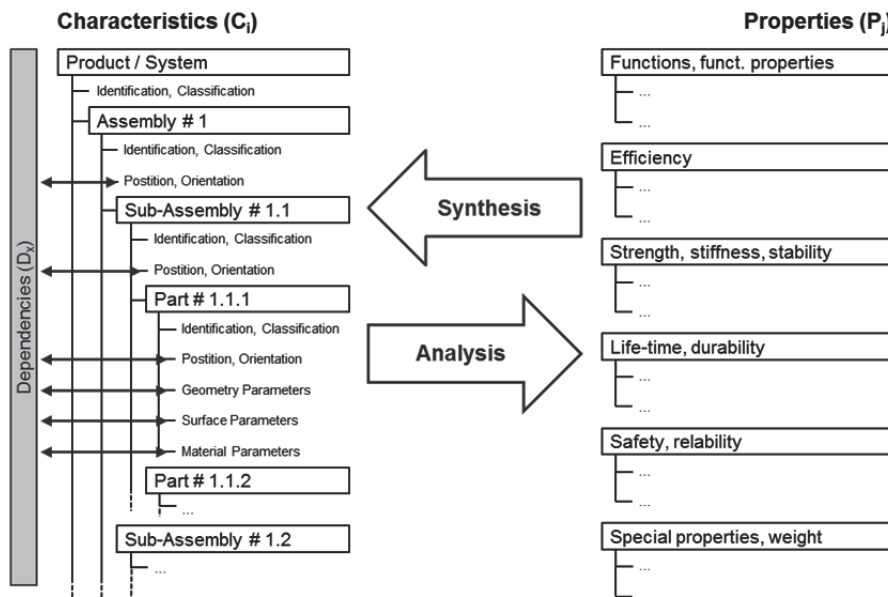 Characteristics (Ci)
Properties (Pj)
Dependencies (Dx)
Product / System
Identification, Classification
Assembly # 1
Identification, Classification
Postition, Orientation
Sub-Assembly # 1.1
Identification, Classification
Postition, Orientation
Part # 1.1.1
Identification, Classification
Postition, Orientation
Geometry Parameters
Surface Parameters
Material Parameters
Part # 1.1.2
...
Sub-Assembly # 1.2
...
Synthesis
Analysis
Functions, funct. properties
...
...
Efficiency
...
...
Strength, stiffness, stability
...
...
Life-time, durability
...
...
Safety, relability
...
...
Special properties, weight
...